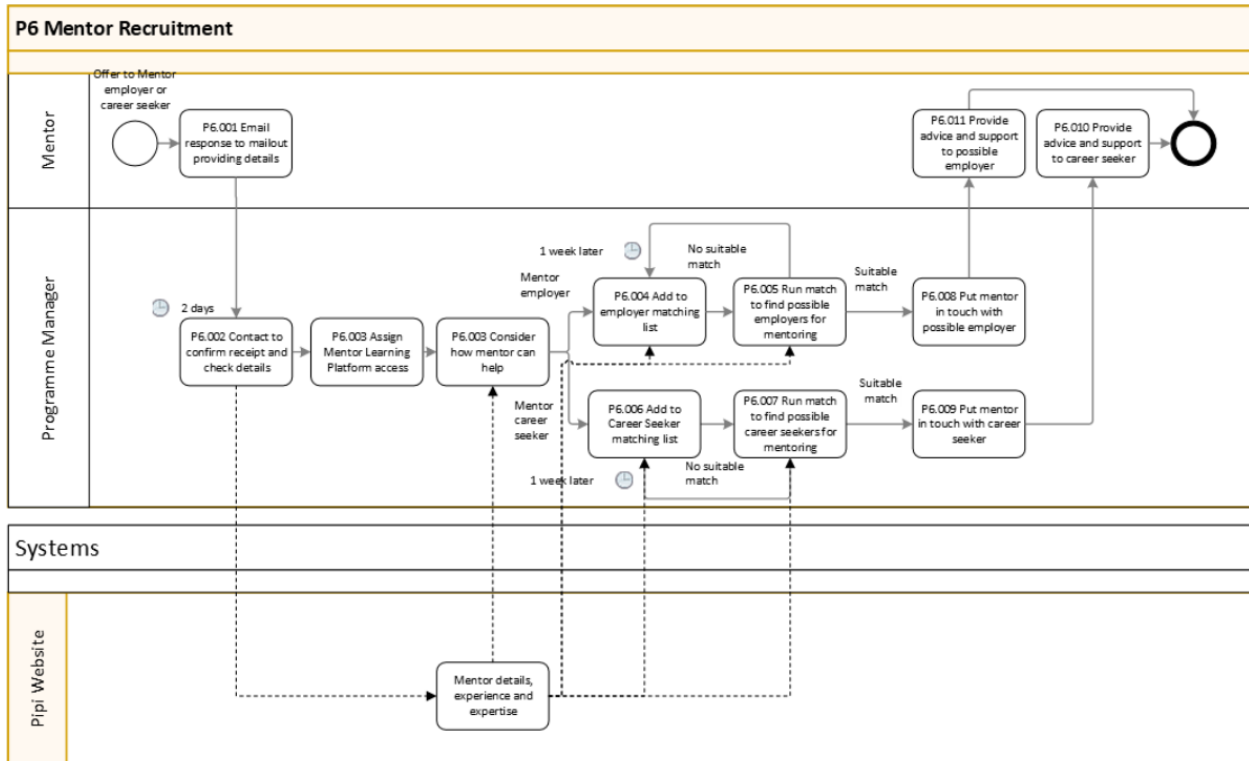 P6 Mentor Recruitment
Mentor
Offer to Mentor
employer or
career seeker
P6.001 Email
response to mailout
providing details
P6.011 Provide
advice and support
to possible
employer
P6.010 Provide
advice and support
to career seeker
Programme Manager
2 days
P6.002 Contact to
confirm receipt and
check details
P6.003 Assign
Mentor Learning
Platform access
P6.003 Consider
how mentor can
help
Mentor
employer
1 week later
No suitable
match
P6.004 Add to
employer matching
list
P6.005 Run match
to find possible
employers for
mentoring
Suitable
match
P6.008 Put mentor
in touch with
possible employer
Mentor
career
seeker
P6.006 Add to
Career Seeker
matching list
P6.007 Run match
to find possible
career seekers for
mentoring
Suitable
match
P6.009 Put mentor
in touch with career
seeker
1 week later
No suitable
match
Systems
Pipi Website
Mentor details,
experience and
expertise